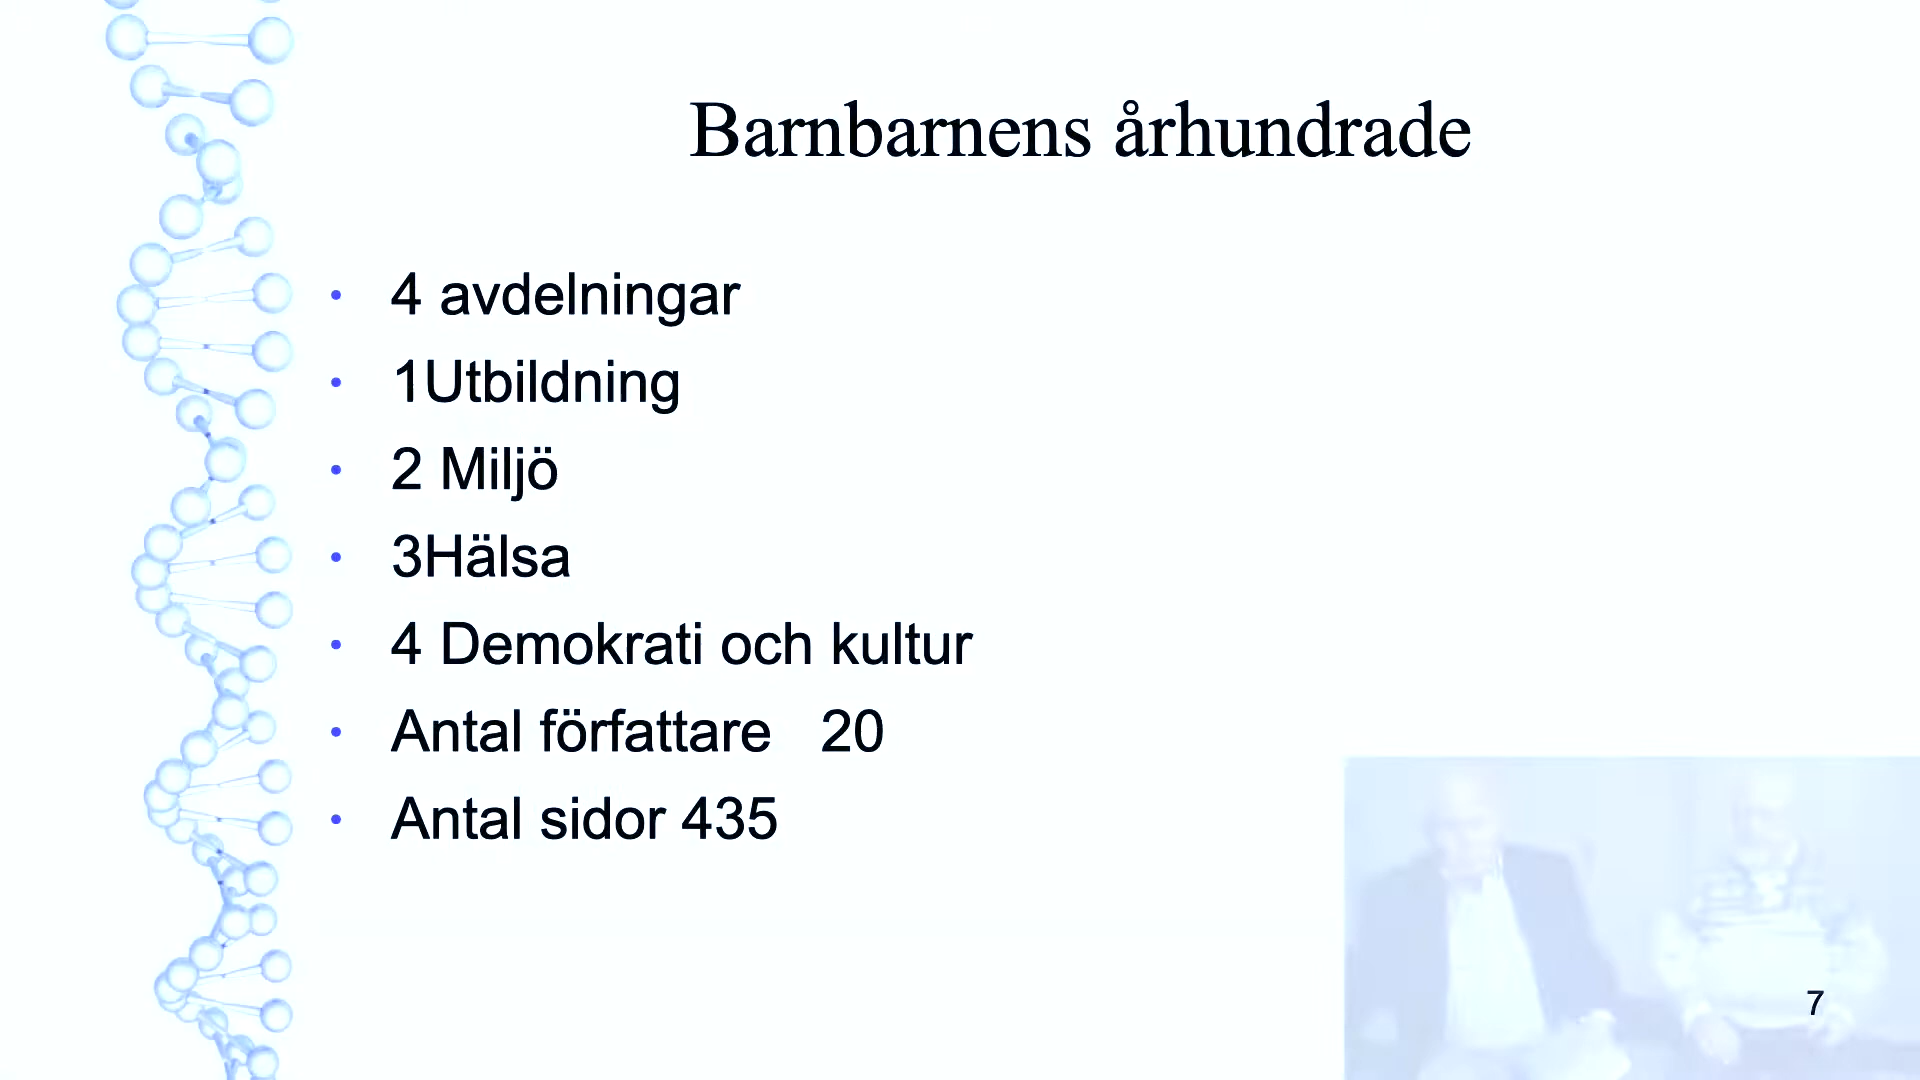 Barnbarnens århundrade
• 4 avdelningar
• 1Utbildning
• 2 Miljö
• 3Hälsa
• 4 Demokrati och kultur
• Antal författare 20
• Antal sidor 435
7